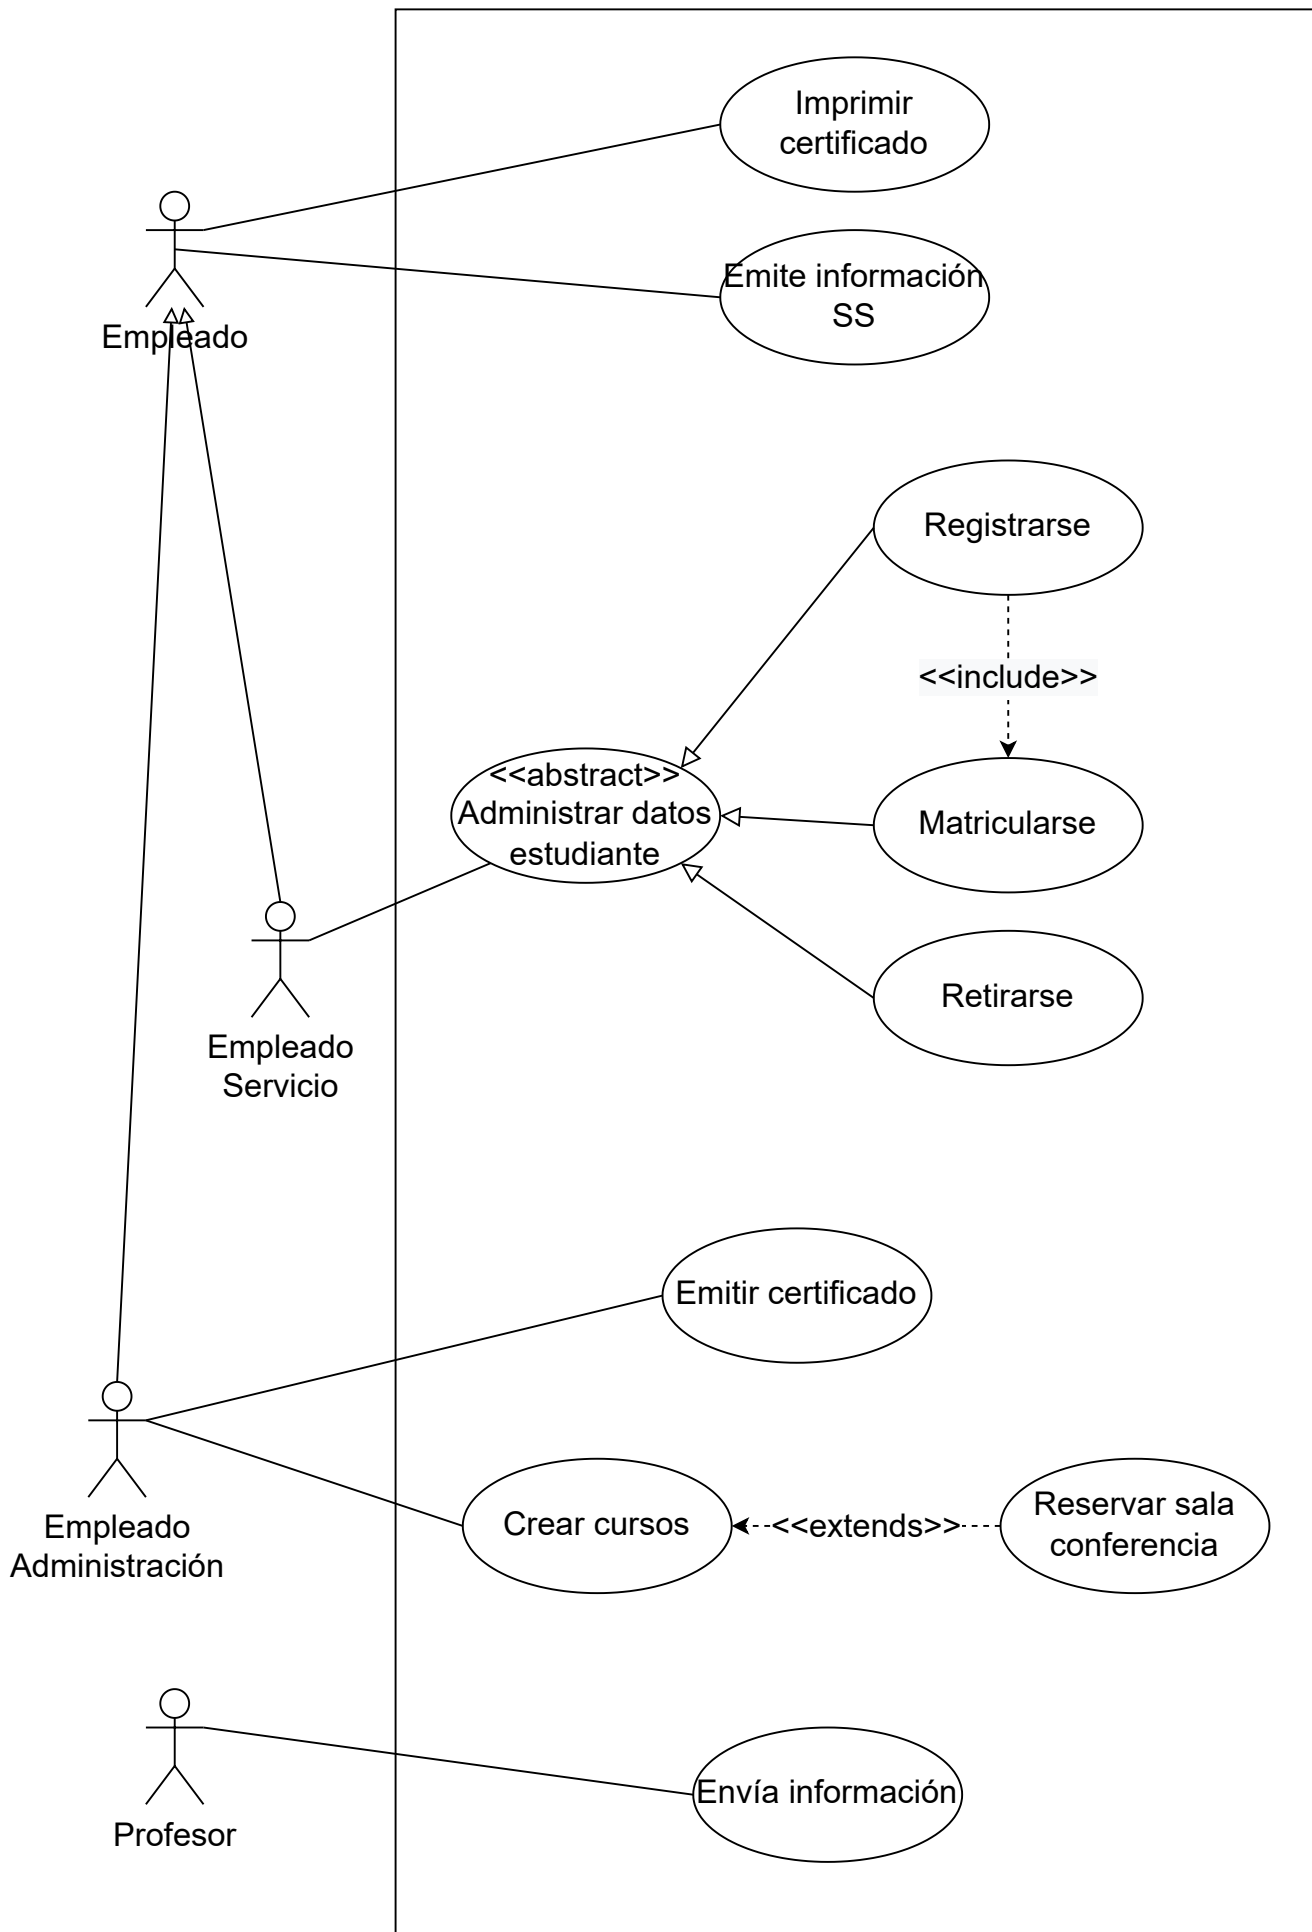 Imprimir
certificado
Emite información
SS
Empleado
Registrarse
<<include>>
<<abstract>>
Administrar datos
estudiante
Matricularse
Retirarse
Empleado
Servicio
Emitir certificado
Empleado
Administración
Crear cursos
<<extends>>
Reservar sala
conferencia
Envía información
Profesor